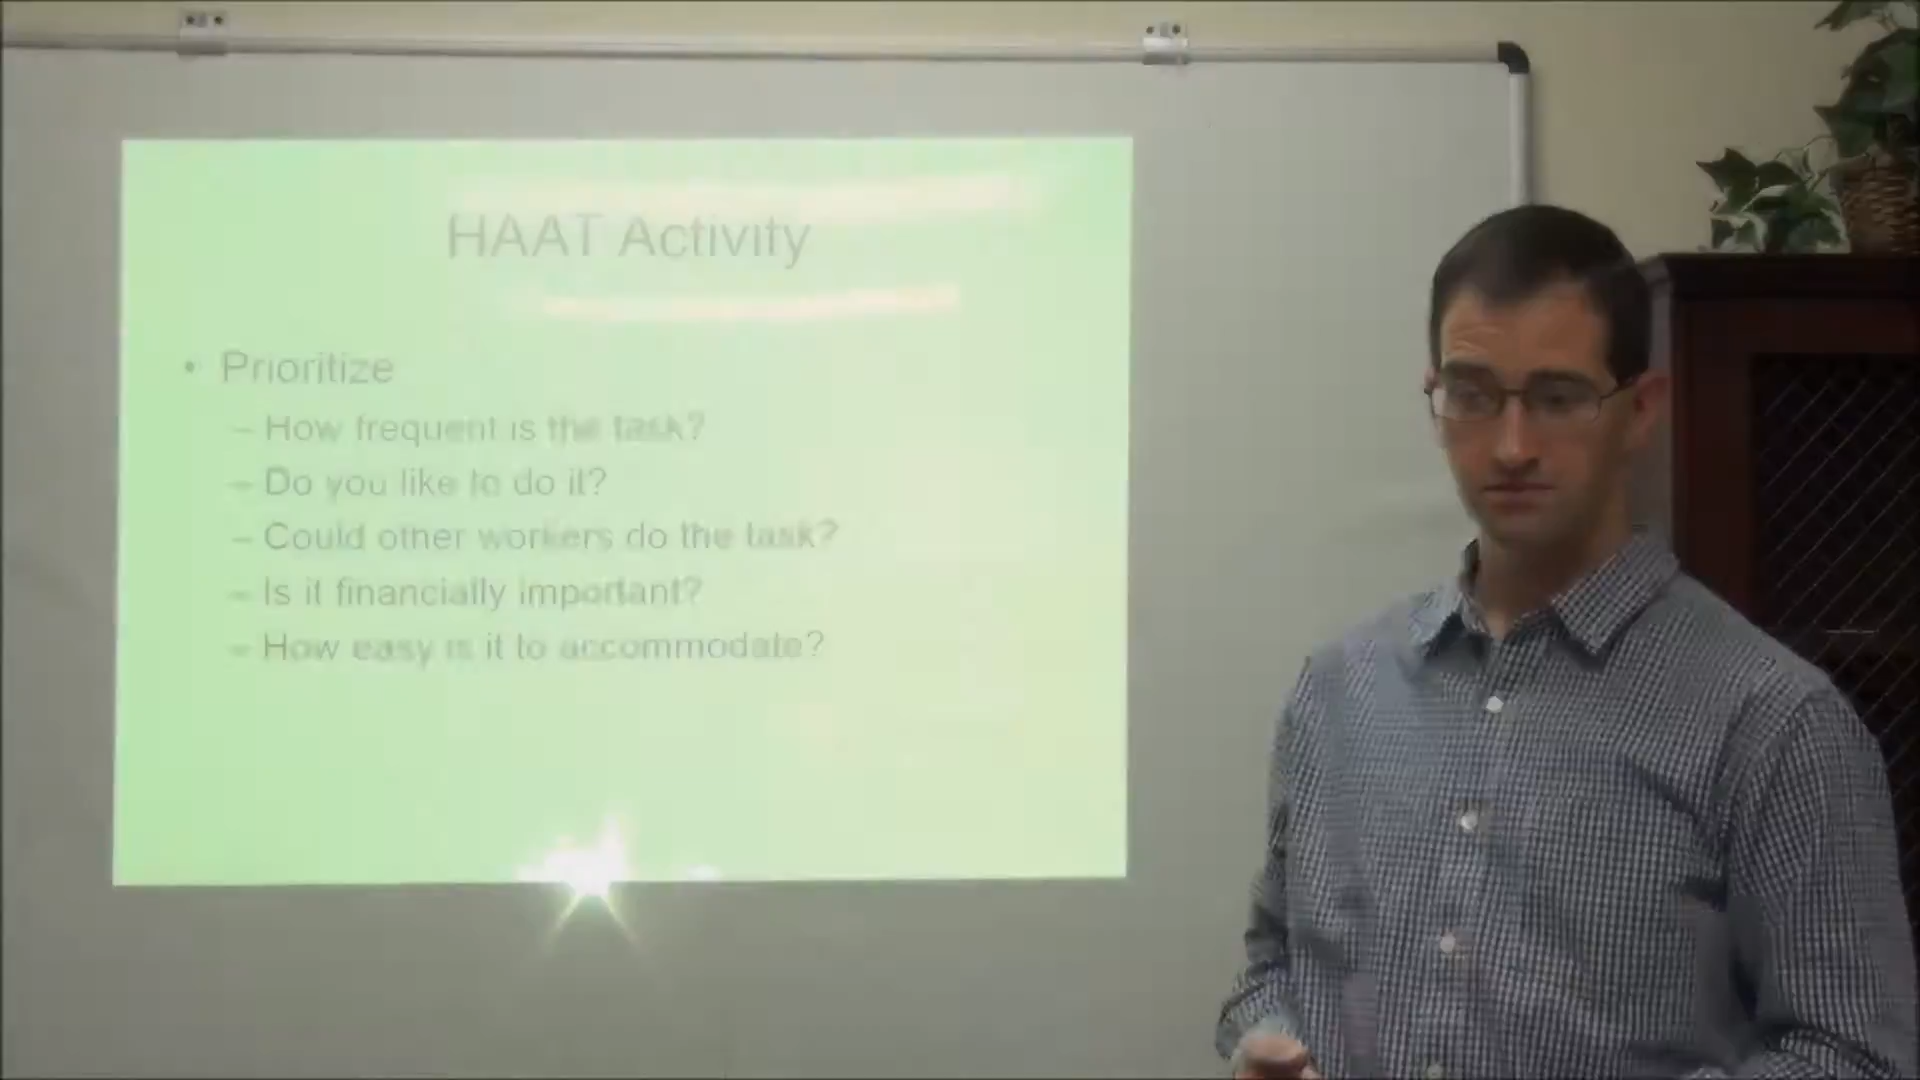 HAAT Activity
• Prioritize
– How frequent is the task?
– Do you like to do it?
– Could other workers do the task?
– Is it financially important?
– How easy is it to accommodate?